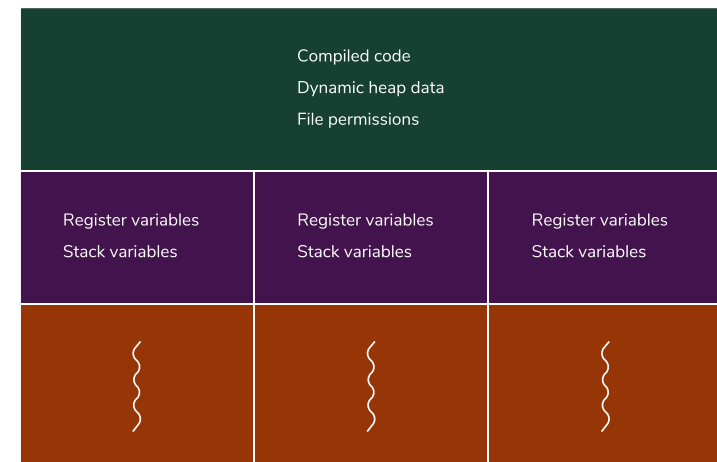 Compiled code
Dynamic heap data
File permissions
Register variables
Stack variables
Register variables
Stack variables
Register variables
Stack variables